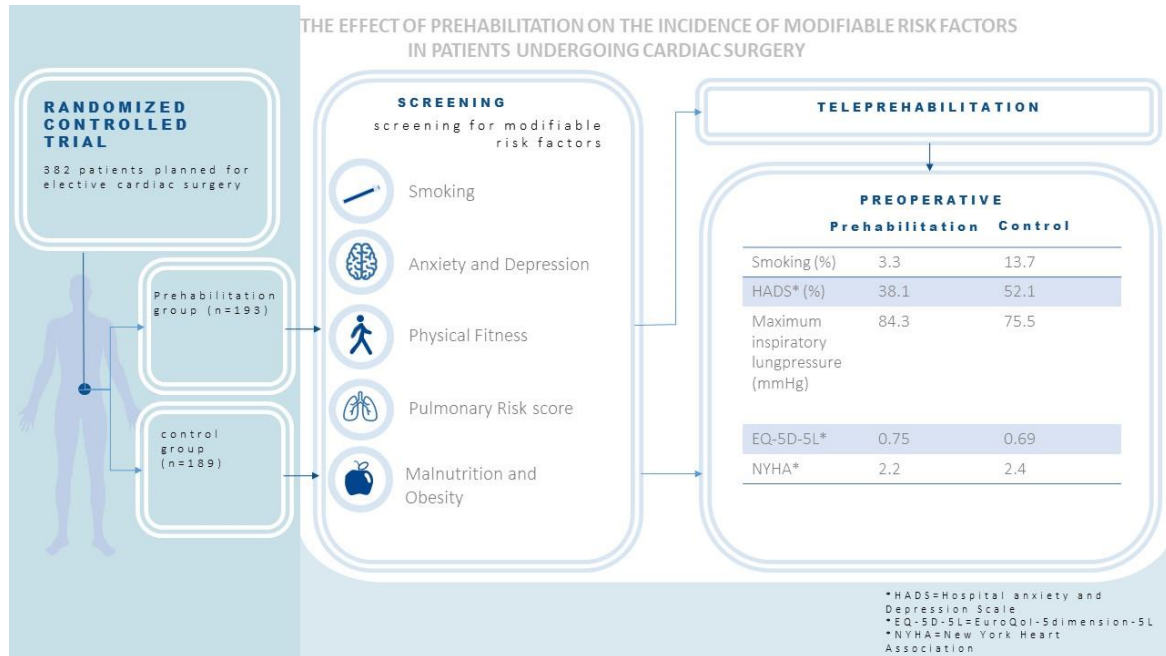 THE EFFECT OF PREHABILITATION ON THE INCIDENCE OF MODIFIABLE RISK FACTORS
IN PATIENTS UNDERGOING CARDIAC SURGERY
RANDOMIZED
CONTROLLED
TRIAL
382 patients planned for
elective cardiac surgery
Prehabilitation
group (n=193)
control
group
(n=189)
SCREENING
screening for modifiable
risk factors
Smoking
Anxiety and Depression
Physical Fitness
Pulmonary Risk score
Malnutrition and
Obesity
TELEPREHABILITATION
PREOPERATIVE
Prehabilitation Control
Smoking (%) 3.3 13.7
HADS* (%) 38.1 52.1
Maximum 84.3 75.5
inspiratory
lungpressure
(mmHg)
EQ-5D-5L* 0.75 0.69
NYHA* 2.2 2.4
*HADS=Hospital anxiety and
Depression Scale
*EQ-5D-5L=EuroQol-5dimension-5L
*NYHA=New York Heart
Association